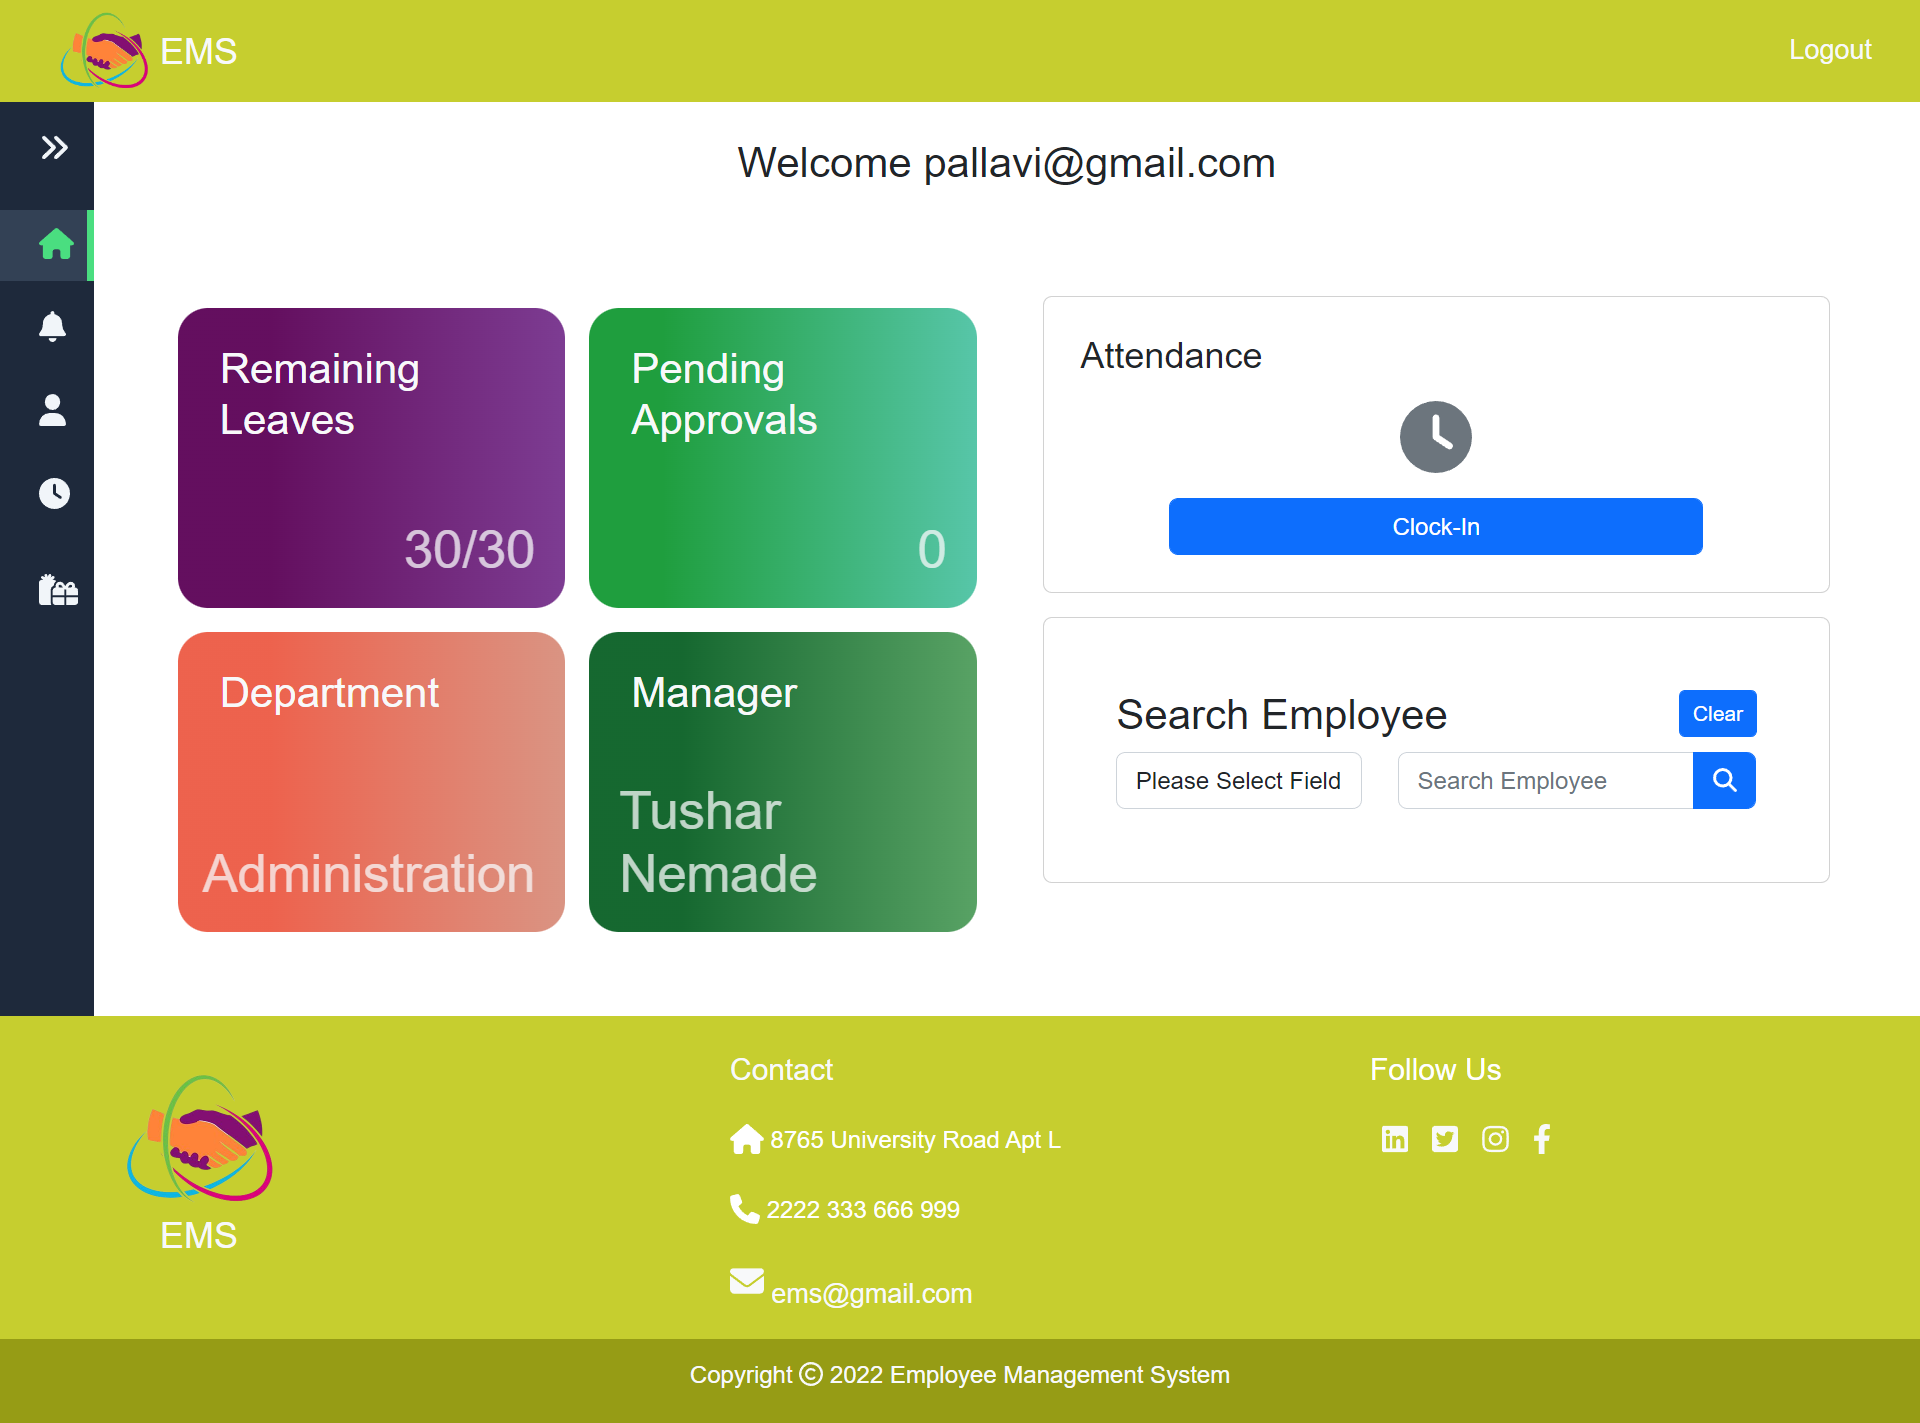 EMS
Logout
Welcome pallavi@gmail.com
Remaining
Leaves
30/30
Pending
Approvals
0
Department
Administration
Manager
Tushar
Nemade
Attendance
Clock-In
Search Employee
Clear
Please Select Field
Search Employee
EMS
Contact
8765 University Road Apt L
2222 333 666 999
ems@gmail.com
Follow Us
Copyright © 2022 Employee Management System